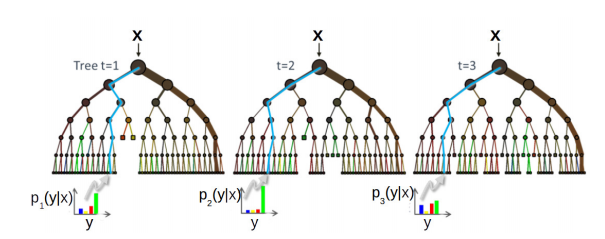 x x x
Tree t=1 t=2 t=3
p1(y|x) p2(y|x) p3(y|x)
y y y